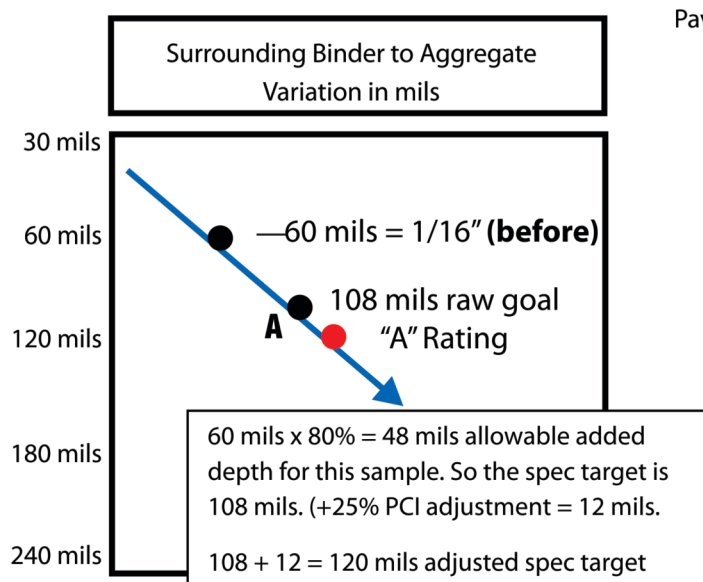 Pav
Surrounding Binder to Aggregate
Variation in mils
30 mils
60 mils
—60 mils = 1/16” (before)
108 mils raw goal
A
“A” Rating
120 mils
180 mils
60 mils x 80% = 48 mils allowable added
depth for this sample. So the spec target is
108 mils. (+25% PCI adjustment = 12 mils.
240 mils
108 + 12 = 120 mils adjusted spec target